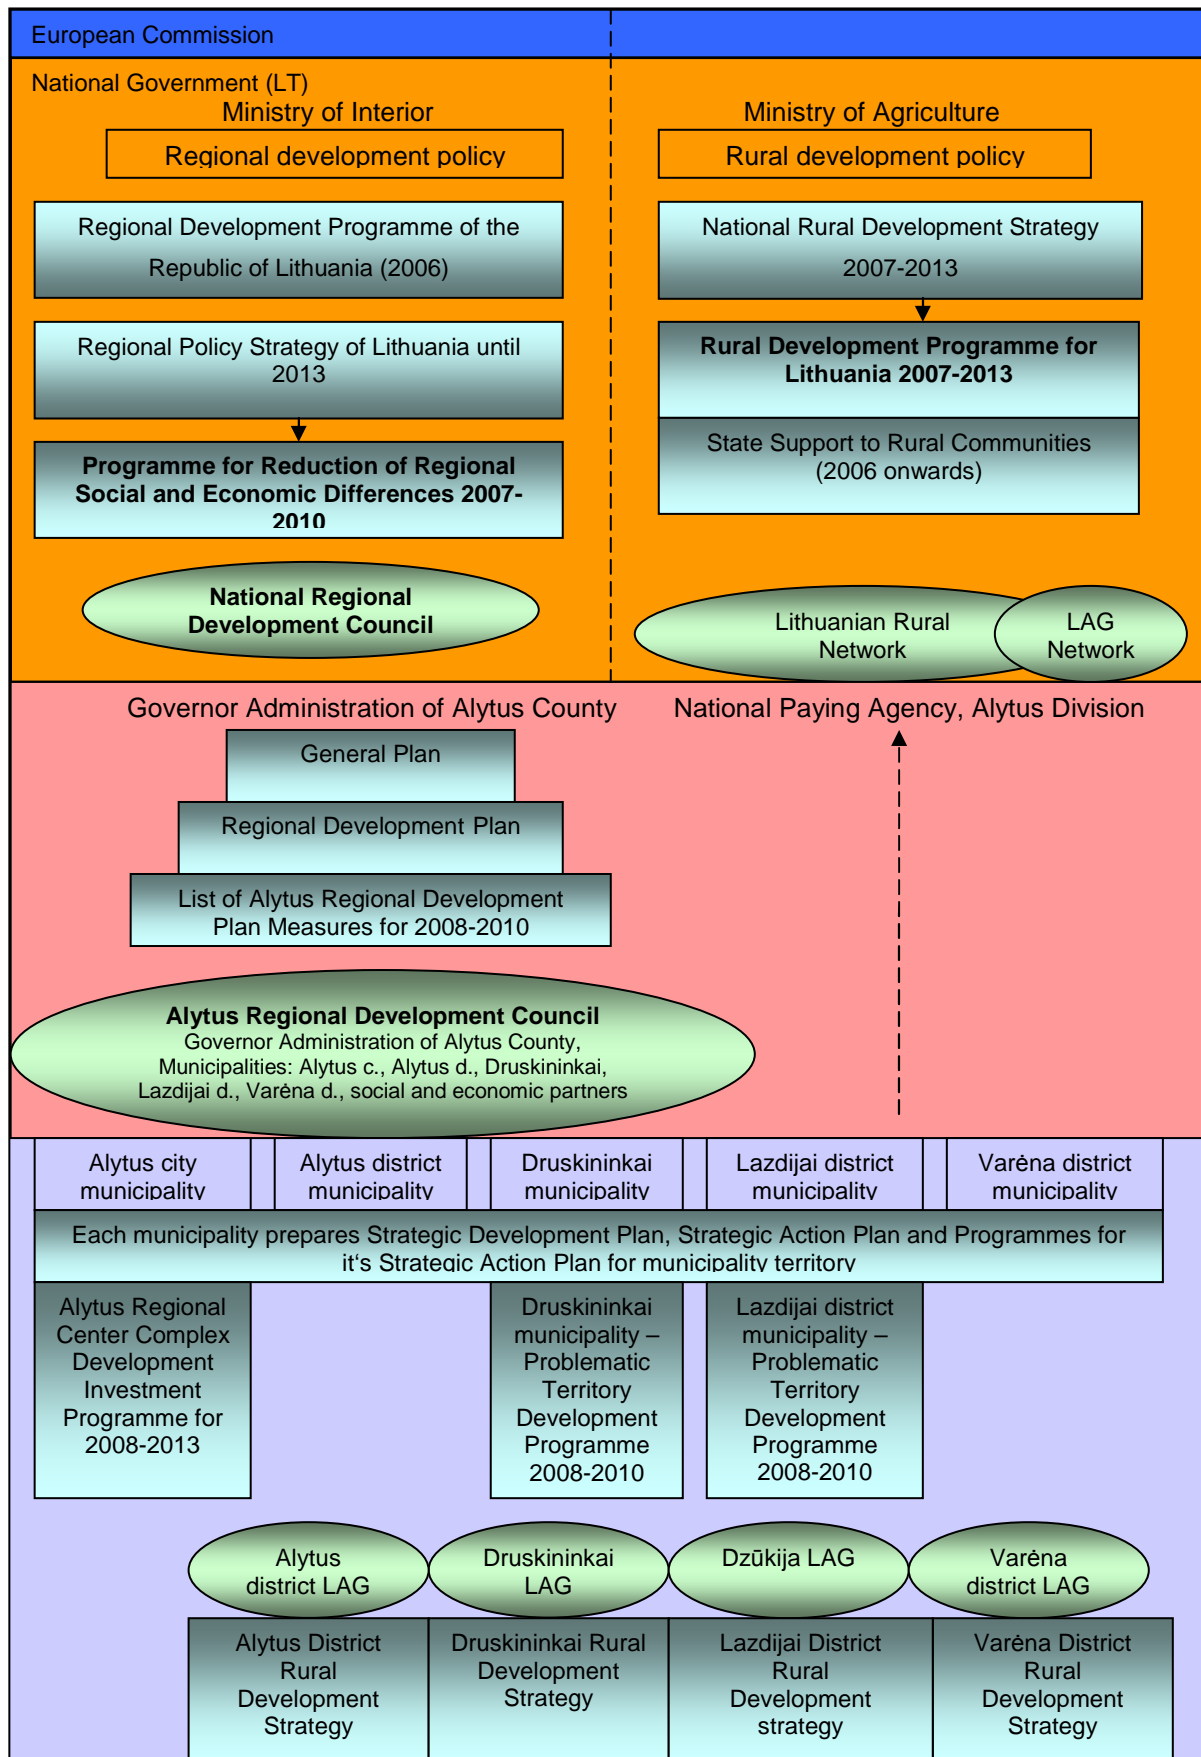 European Commission
National Government (LT)
Ministry of Interior
Regional development policy
Regional Development Programme of the
Republic of Lithuania (2006)
Regional Policy Strategy of Lithuania until
2013
Programme for Reduction of Regional
Social and Economic Differences 2007-
2010
National Regional
Development Council
Ministry of Agriculture
Rural development policy
National Rural Development Strategy
2007-2013
Rural Development Programme for
Lithuania 2007-2013
State Support to Rural Communities
(2006 onwards)
Lithuanian Rural
Network
LAG
Network
Governor Administration of Alytus County
General Plan
Regional Development Plan
List of Alytus Regional Development
Plan Measures for 2008-2010
National Paying Agency, Alytus Division
Alytus Regional Development Council
Governor Administration of Alytus County,
Municipalities: Alytus c., Alytus d., Druskininkai,
Lazdijai d., Varėna d., social and economic partners
Alytus city
municipality
Alytus district
municipality
Druskininkai
municipality
Lazdijai district
municipality
Varėna district
municipality
Each municipality prepares Strategic Development Plan, Strategic Action Plan and Programmes for
it‘s Strategic Action Plan for municipality territory
Alytus Regional
Center Complex
Development
Investment
Programme for
2008-2013
Druskininkai
municipality –
Problematic
Territory
Development
Programme
2008-2010
Lazdijai district
municipality –
Problematic
Territory
Development
Programme
2008-2010
Alytus
district LAG
Druskininkai
LAG
Dzūkija LAG
Varėna
district LAG
Alytus District
Rural
Development
Strategy
Druskininkai Rural
Development
Strategy
Lazdijai District
Rural
Development
strategy
Varėna District
Rural
Development
Strategy